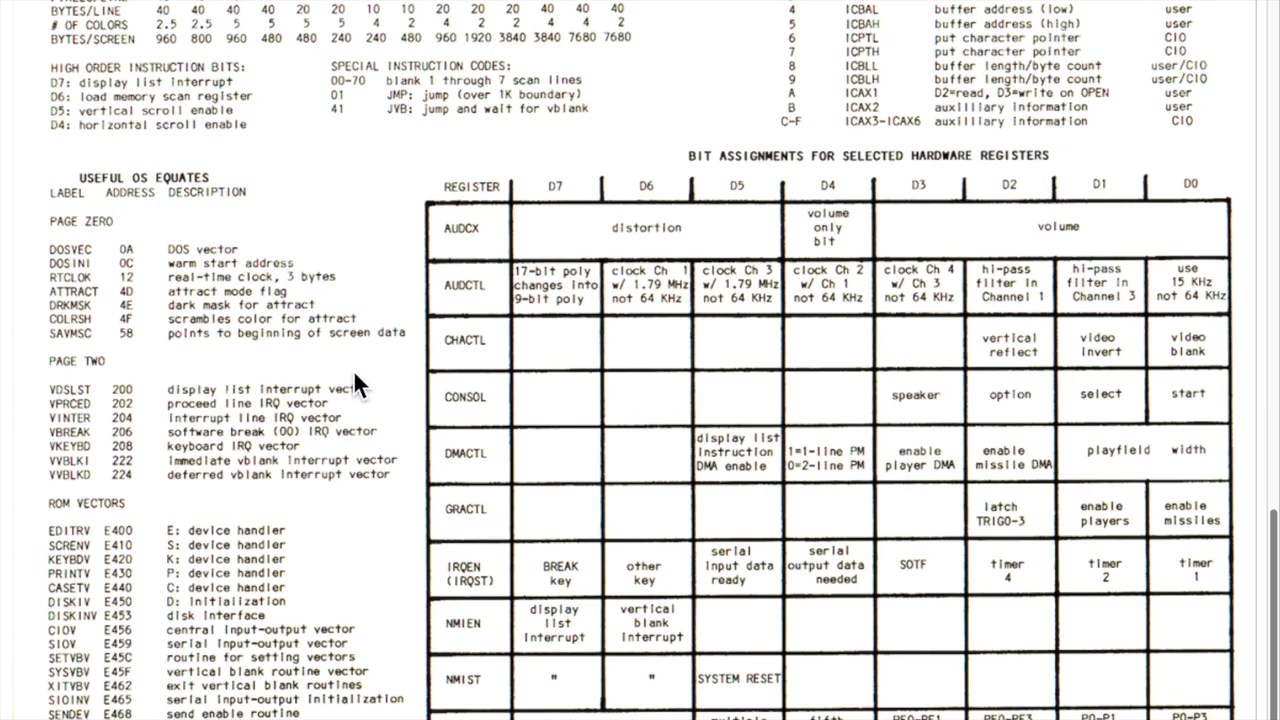 BYTES/LINE 40 40 40 40 20 20 10 10 20 20 40 40 40 40
# OF COLORS 2.5 2.5 5 5 5 5 2 4 2 4 2 4 4 2
BYTES/SCREEN 960 800 960 480 480 240 240 480 960 1920 3840 3840 7680 7680
HIGH ORDER INSTRUCTION BITS:
D7: display list interrupt
D6: load memory scan register
D5: vertical scroll enable
D4: horizontal scroll enable
SPECIAL INSTRUCTION CODES:
00-70 blank 1 through 7 scan lines
01 JMP: jump (over 1K boundary)
41 JVB: jump and wait for vblank
4 ICBAL buffer address (low) user
5 ICBAH buffer address (high) user
6 ICPTL put character pointer CIO
7 ICPTH put character pointer CIO
8 ICBLL buffer length/byte count user/CIO
9 ICBLH buffer length/byte count user/CIO
A ICAX1 D2=read, D3=write on OPEN user
B ICAX2 auxilliary information user
C-F ICAX3-ICAX6 auxilliary information CIO
USEFUL OS EQUATES
LABEL ADDRESS DESCRIPTION
PAGE ZERO
DOSVEC 0A DOS vector
DOSINI 0C warm start address
RTCLOK 12 real-time clock, 3 bytes
ATTRACT 4D attract mode flag
DRKMSK 4E dark mask for attract
COLRSH 4F scrambles color for attract
SAVMSC 58 points to beginning of screen data
PAGE TWO
VDSLST 200 display list interrupt vect
VPRCED 202 proceed line IRQ vector
VINTER 204 interrupt line IRQ vector
VBREAK 206 software break (00) IRQ vector
VKEYBD 208 keyboard IRQ vector
VVBLKI 222 immediate vblank interrupt vector
VVBLKD 224 deferred vblank interrupt vector
ROM VECTORS
EDITRV E400 E: device handler
SCRENV E410 S: device handler
KEYBDV E420 K: device handler
PRINTV E430 P: device handler
CASETV E440 C: device handler
DISKIV E450 D: initialization
DISKINV E453 disk interface
CIOV E456 central input-output vector
SIOV E459 serial input-output vector
SETVBV E45C routine for setting vectors
SYSVBV E45F vertical blank routine vector
XITVBV E462 exit vertical blank routines
SIOINV E465 serial input-output initialization
SENDEV E468 send enable routine
BIT ASSIGNMENTS FOR SELECTED HARDWARE REGISTERS
REGISTER D7 D6 D5 D4 D3 D2 D1 D0
AUDCX distortion volume only bit volume
AUDCTL 17-bit poly changes into 9-bit poly clock Ch 1 w/ 1.79 MHz not 64 KHz clock Ch 3 w/ 1.79 MHz not 64 KHz clock Ch 2 w/ Ch 1 not 64 KHz clock Ch 4 w/ Ch 3 not 64 KHz hi-pass filter in Channel 1 hi-pass filter in Channel 3 use 15 KHz not 64 KHz
CHACTL vertical reflect video invert video blank
CONSOL speaker option select start
DMACTL display list instruction DMA enable 1=1-line PM 0=2-line PM enable player DMA enable missile DMA playfield width
GRACTL latch TRIGO-3 enable players enable missiles
IRQEN (IRQST) BREAK key other key serial input data ready serial output data needed SOTF timer 4 timer 2 timer 1
NMIEN display list interrupt vertical blank interrupt
NMIST " " SYSTEM RESET